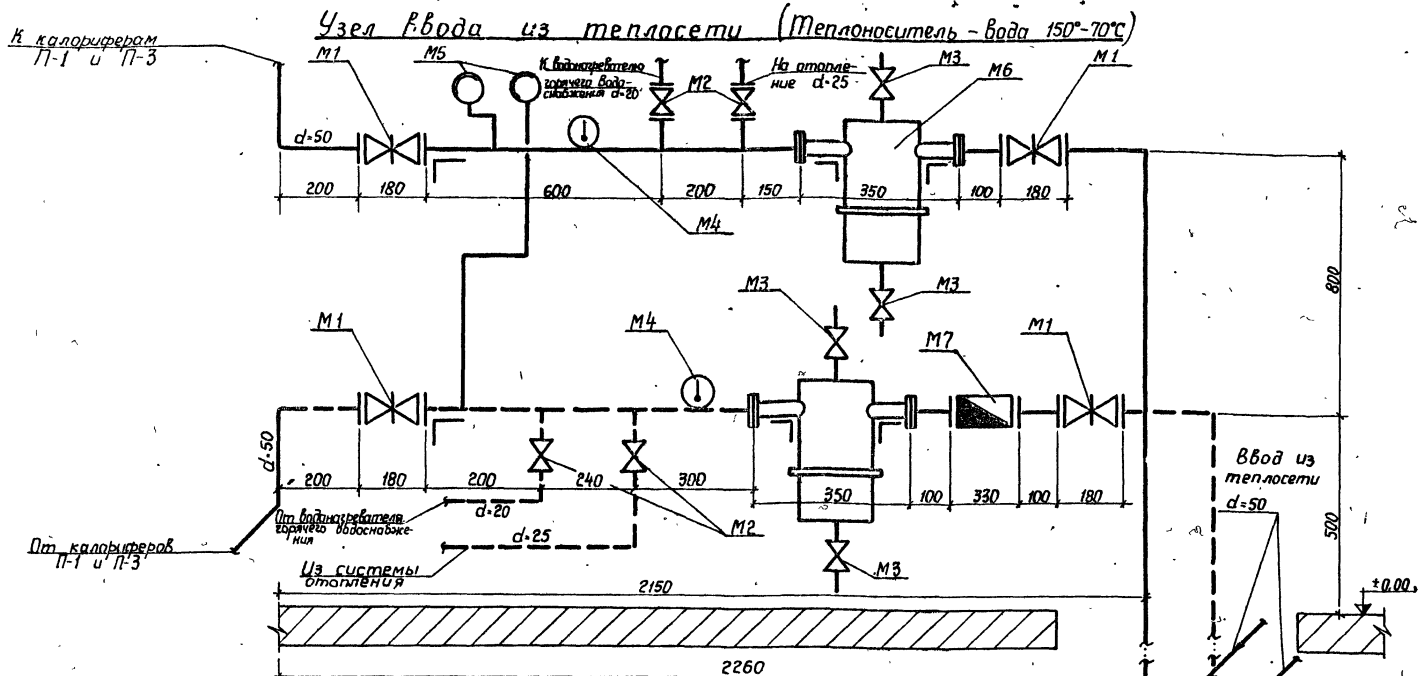 Узел ввода из теплосети (Теплоноситель - вода 150°-70°С)
К калориферам
П-1 и П-3
М1
М5
К водонагревателю
горячего водо-
снабжения d=20
М2
На отопле-
ние d=25
М3
М6
М1
d=50
200
180
600
200
150
350
100
180
М4
М3
800
М3
М1
М4
М7
М1
d=50
200
180
200
240
300
350
100
330
100
180
Ввод из
теплосети
d=50
500
От водонагревателя
горячего водоснабже-
ния
d=20
М2
d=25
От калориферов
П-1 и П-3
Из системы
отопления
М3
2150
±0.00
2260